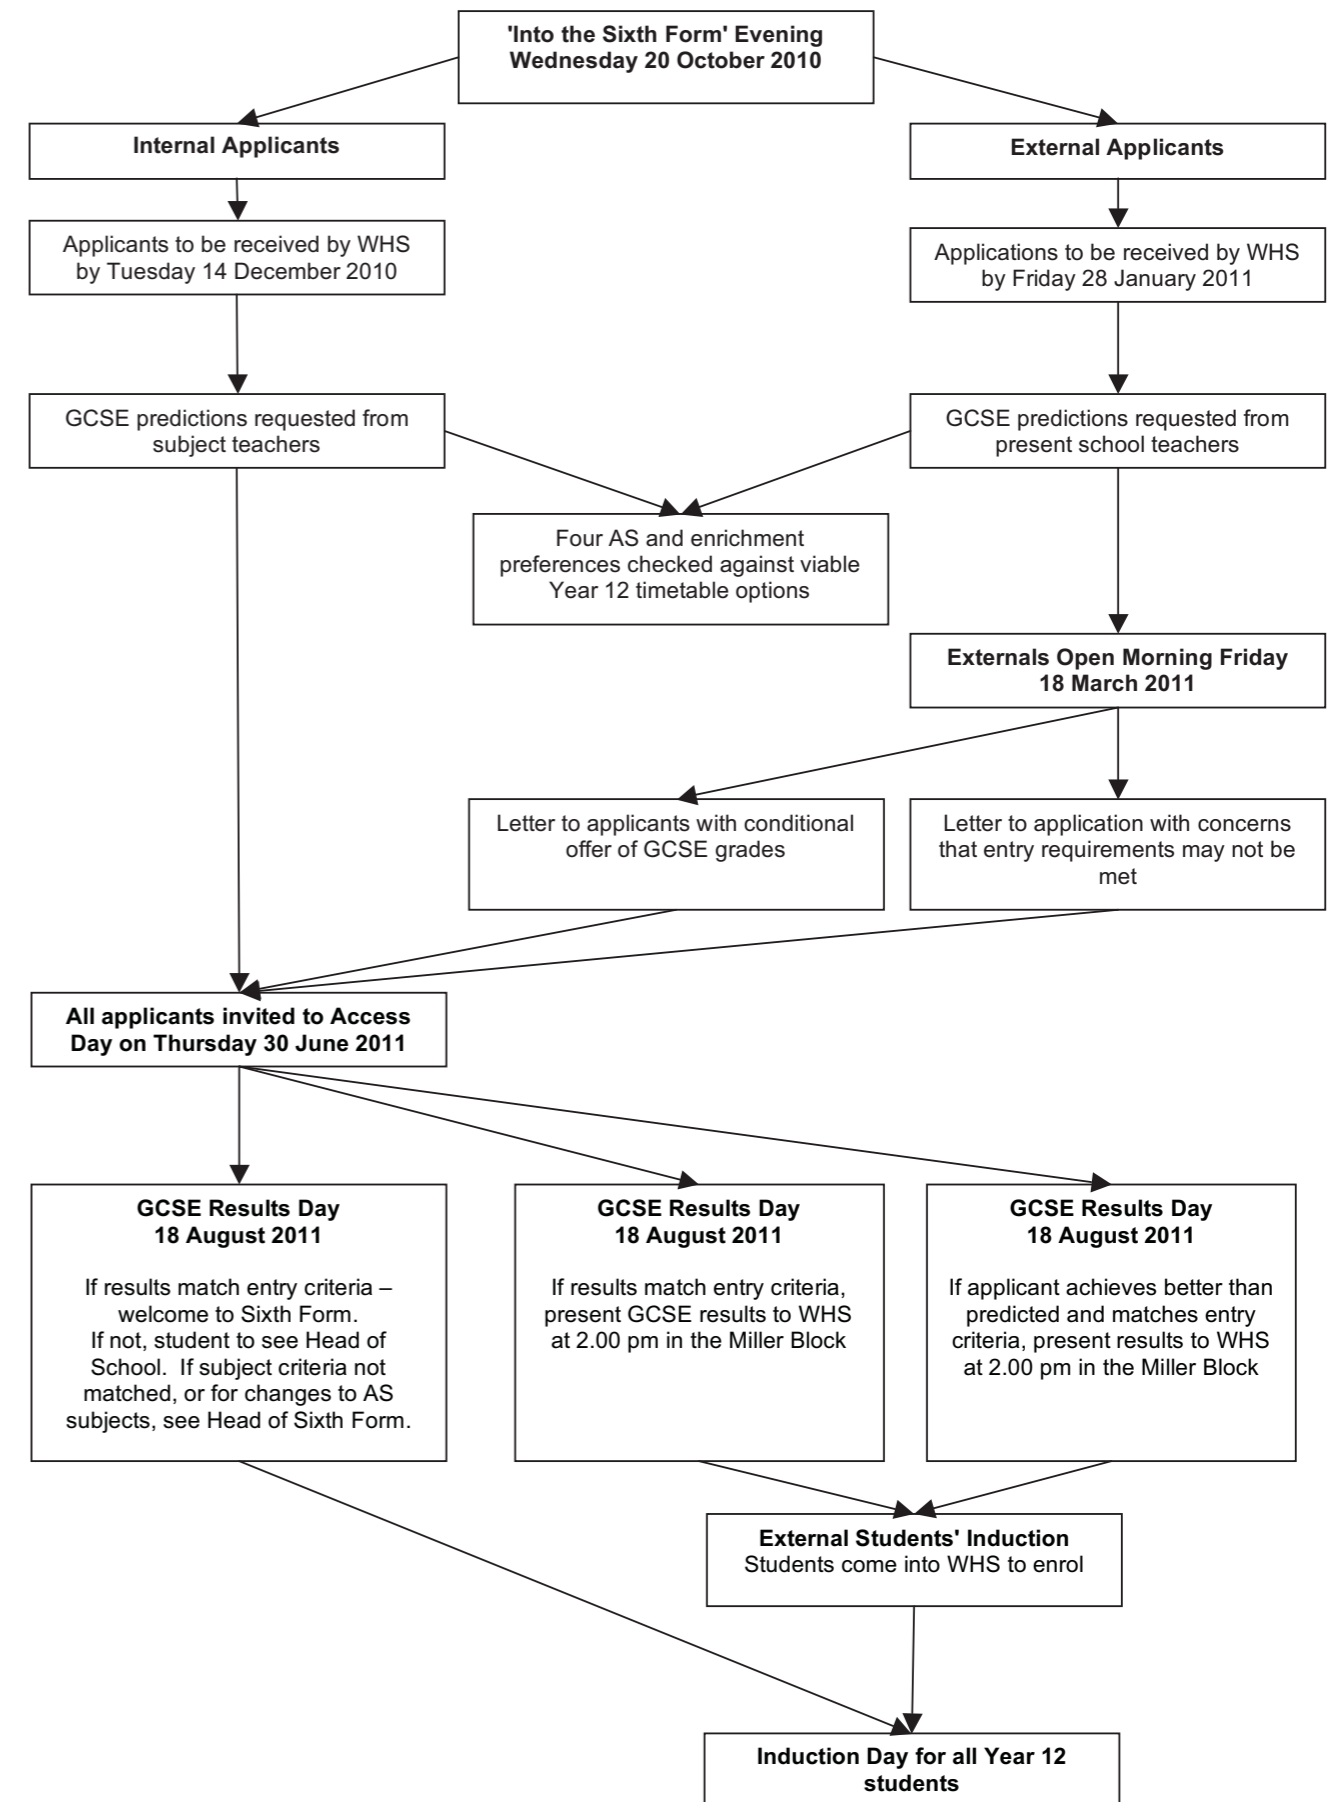 'Into the Sixth Form' Evening
Wednesday 20 October 2010
Internal Applicants
External Applicants
Applicants to be received by WHS
by Tuesday 14 December 2010
Applications to be received by WHS
by Friday 28 January 2011
GCSE predictions requested from
subject teachers
GCSE predictions requested from
present school teachers
Four AS and enrichment
preferences checked against viable
Year 12 timetable options
Externals Open Morning Friday
18 March 2011
Letter to applicants with conditional
offer of GCSE grades
Letter to application with concerns
that entry requirements may not be
met
All applicants invited to Access
Day on Thursday 30 June 2011
GCSE Results Day
18 August 2011
If results match entry criteria –
welcome to Sixth Form.
If not, student to see Head of
School.  If subject criteria not
matched, or for changes to AS
subjects, see Head of Sixth Form.
GCSE Results Day
18 August 2011
If results match entry criteria,
present GCSE results to WHS
at 2.00 pm in the Miller Block
GCSE Results Day
18 August 2011
If applicant achieves better than
predicted and matches entry
criteria, present results to WHS
at 2.00 pm in the Miller Block
External Students' Induction
Students come into WHS to enrol
Induction Day for all Year 12
students